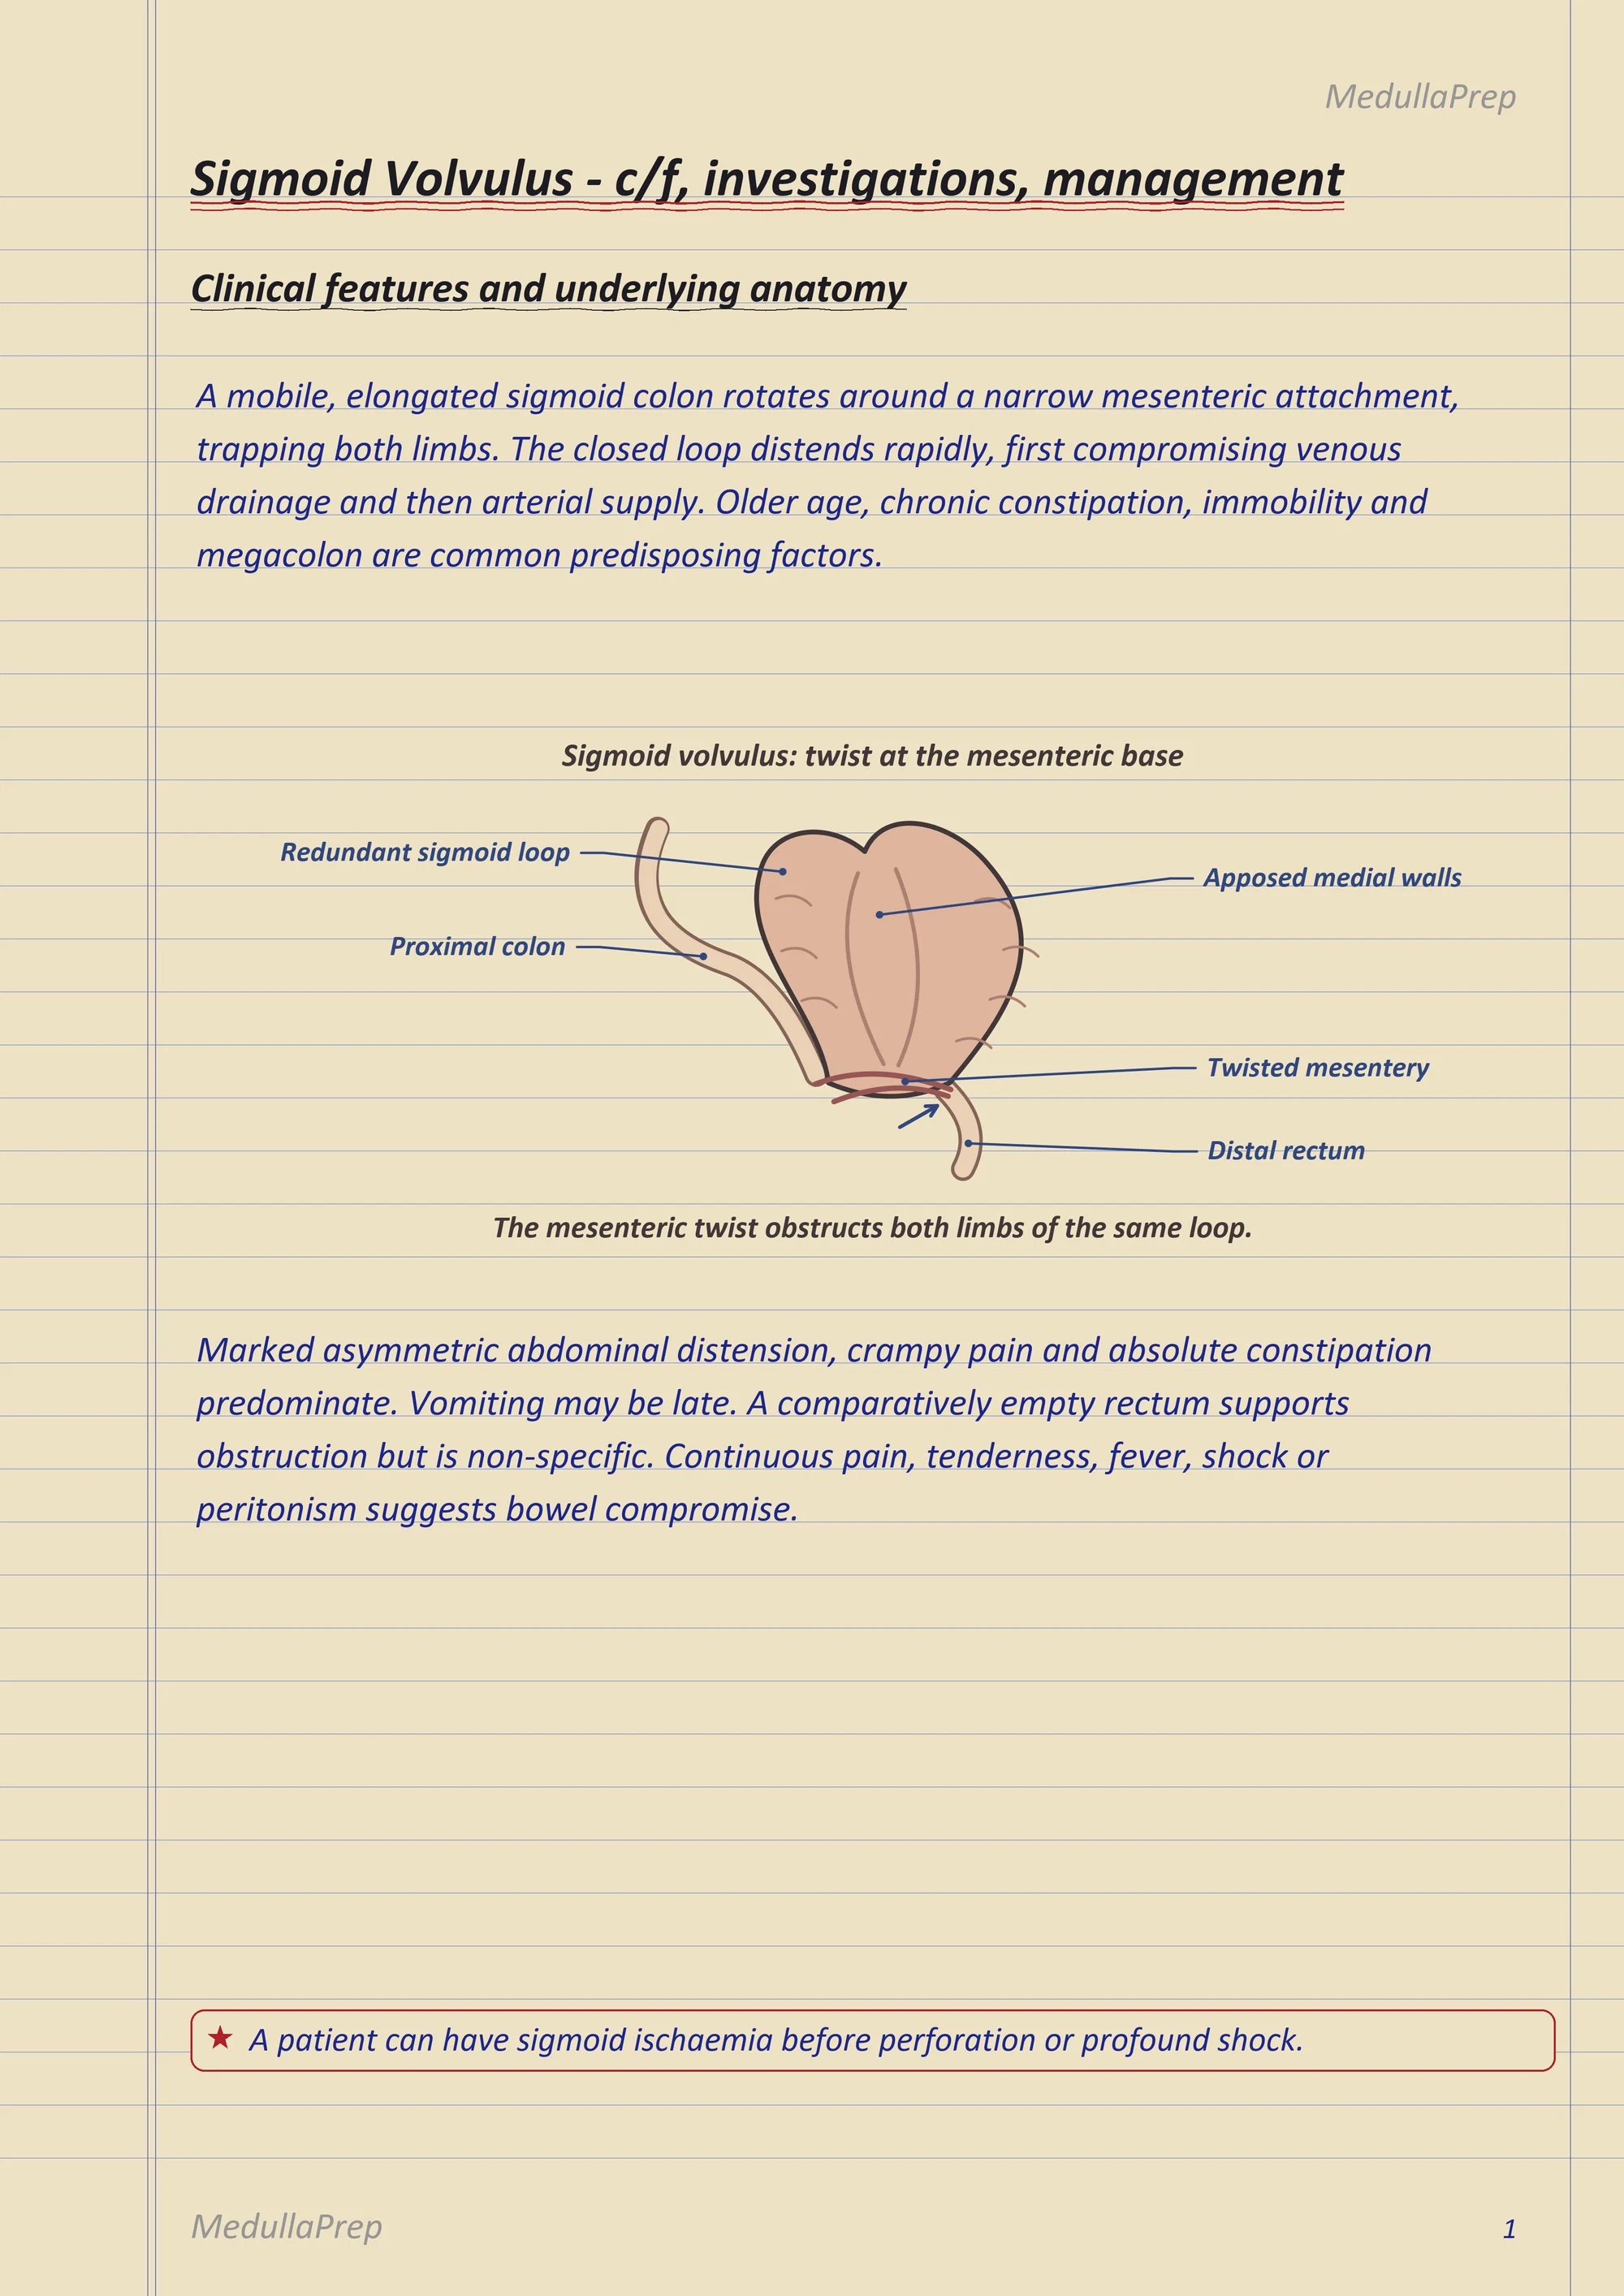 MedullaPrep
Sigmoid Volvulus - c/f, investigations, management
Clinical features and underlying anatomy
A mobile, elongated sigmoid colon rotates around a narrow mesenteric attachment,
trapping both limbs. The closed loop distends rapidly, first compromising venous
drainage and then arterial supply. Older age, chronic constipation, immobility and
megacolon are common predisposing factors.
Sigmoid volvulus: twist at the mesenteric base
Redundant sigmoid loop
Apposed medial walls
Proximal colon
Twisted mesentery
Distal rectum
The mesenteric twist obstructs both limbs of the same loop.
Marked asymmetric abdominal distension, crampy pain and absolute constipation
predominate. Vomiting may be late. A comparatively empty rectum supports
obstruction but is non-specific. Continuous pain, tenderness, fever, shock or
peritonism suggests bowel compromise.
★ A patient can have sigmoid ischaemia before perforation or profound shock.
MedullaPrep
1